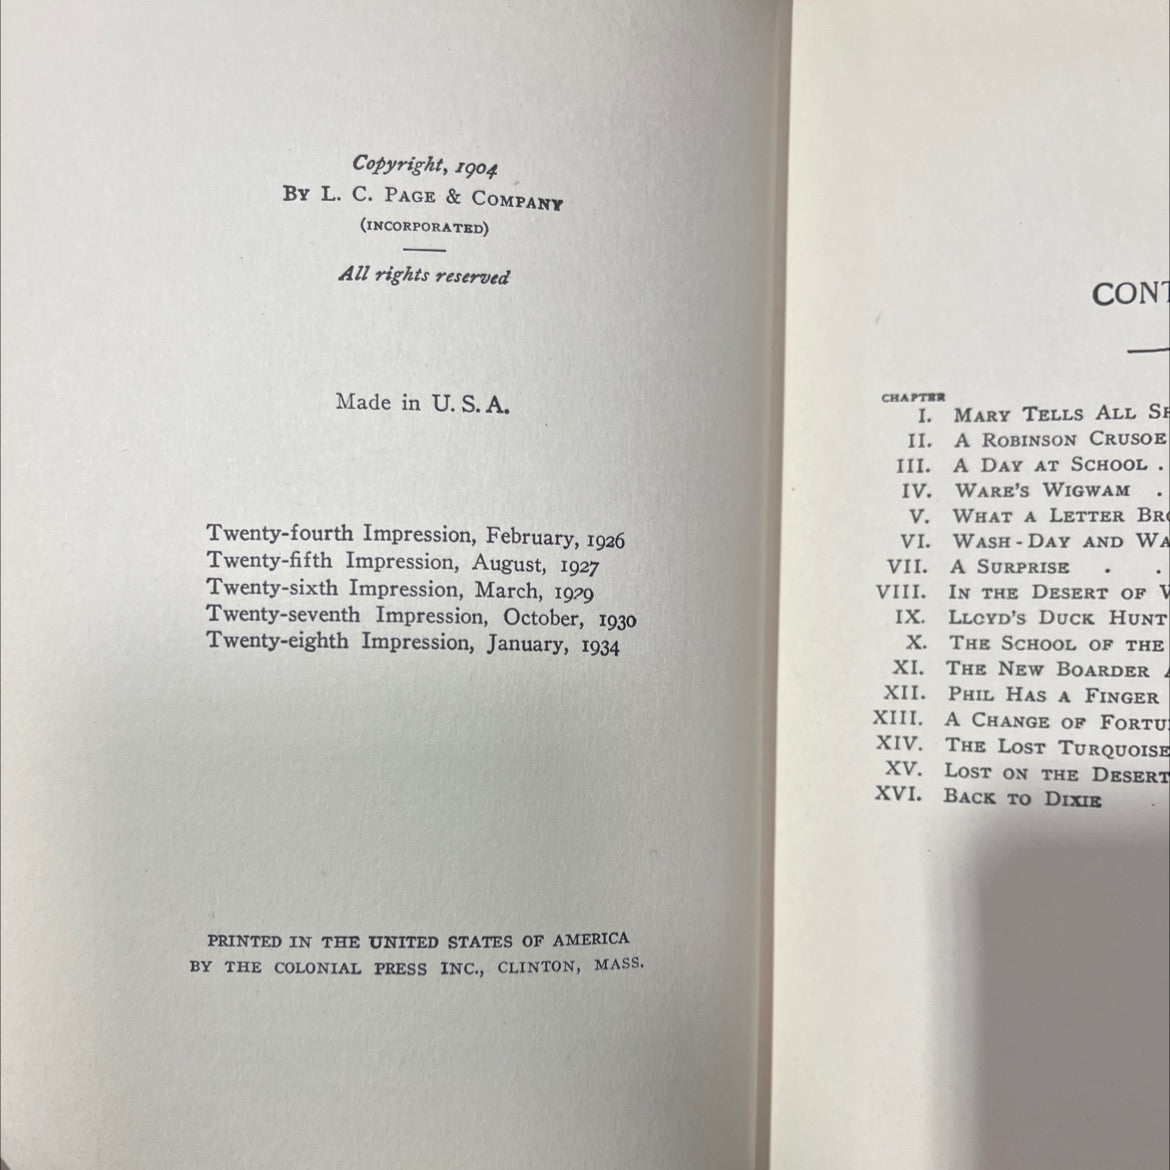 Copyright, 1904
BY L. C. PAGE & COMPANY
(INCORPORATED)
All rights reserved
Made in U. S. A.
Twenty-fourth Impression, February, 1926
Twenty-fifth Impression, August, 1927
Twenty-sixth Impression, March, 1929
Twenty-seventh Impression, October, 1930
Twenty-eighth Impression, January, 1934
PRINTED IN THE UNITED STATES OF AMERICA
BY THE COLONIAL PRESS INC., CLINTON, MASS.
CONT
CHAPTER
I. MARY TELLS ALL SH
II. A ROBINSON CRUSOE
III. A DAY AT SCHOOL .
IV. WARE'S WIGWAM .
V. WHAT A LETTER BRO
VI. WASH-DAY AND WA
VII. A SURPRISE . .
VIII. IN THE DESERT OF
IX. LLOYD'S DUCK HUNT
X. THE SCHOOL OF THE
XI. THE NEW BOARDER
XII. PHIL HAS A FINGER
XIII. A CHANGE OF FORTU
XIV. THE LOST TURQUOISE
XV. LOST ON THE DESERT
XVI. BACK TO DIXIE .